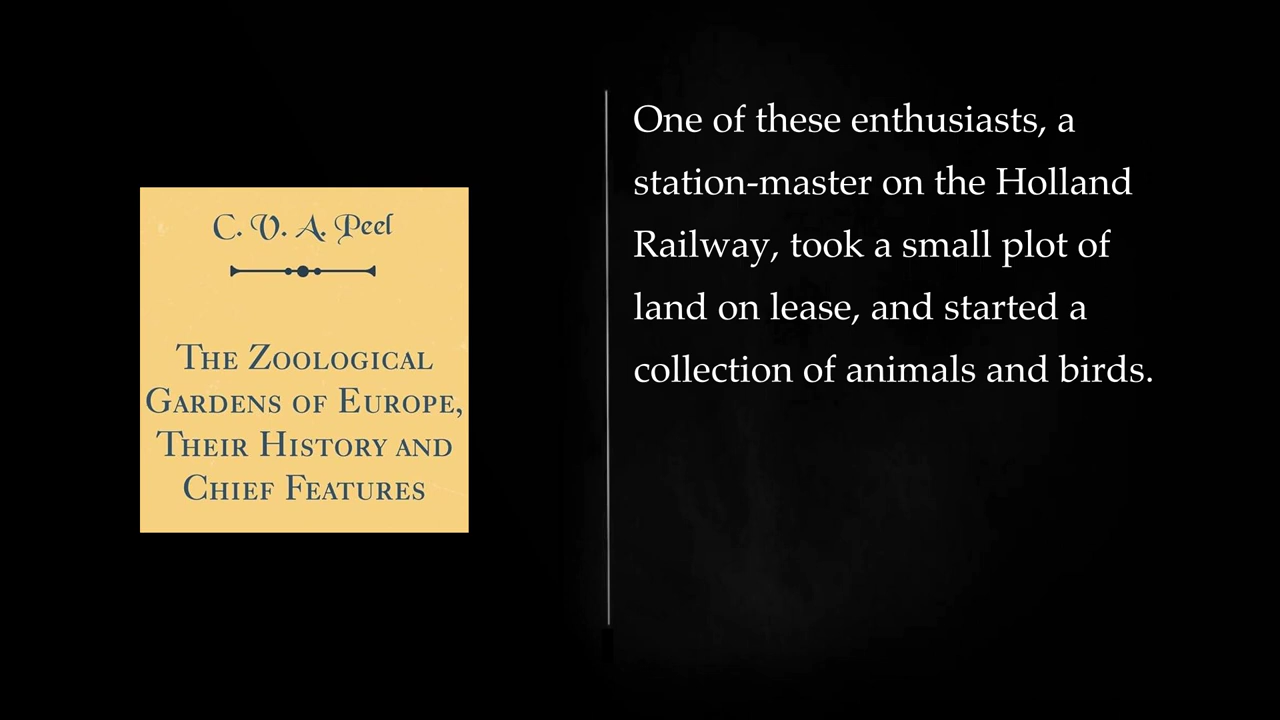 C. V. A. Peel
The Zoological
Gardens of Europe,
Their History and
Chief Features
One of these enthusiasts, a
station-master on the Holland
Railway, took a small plot of
land on lease, and started a
collection of animals and birds.